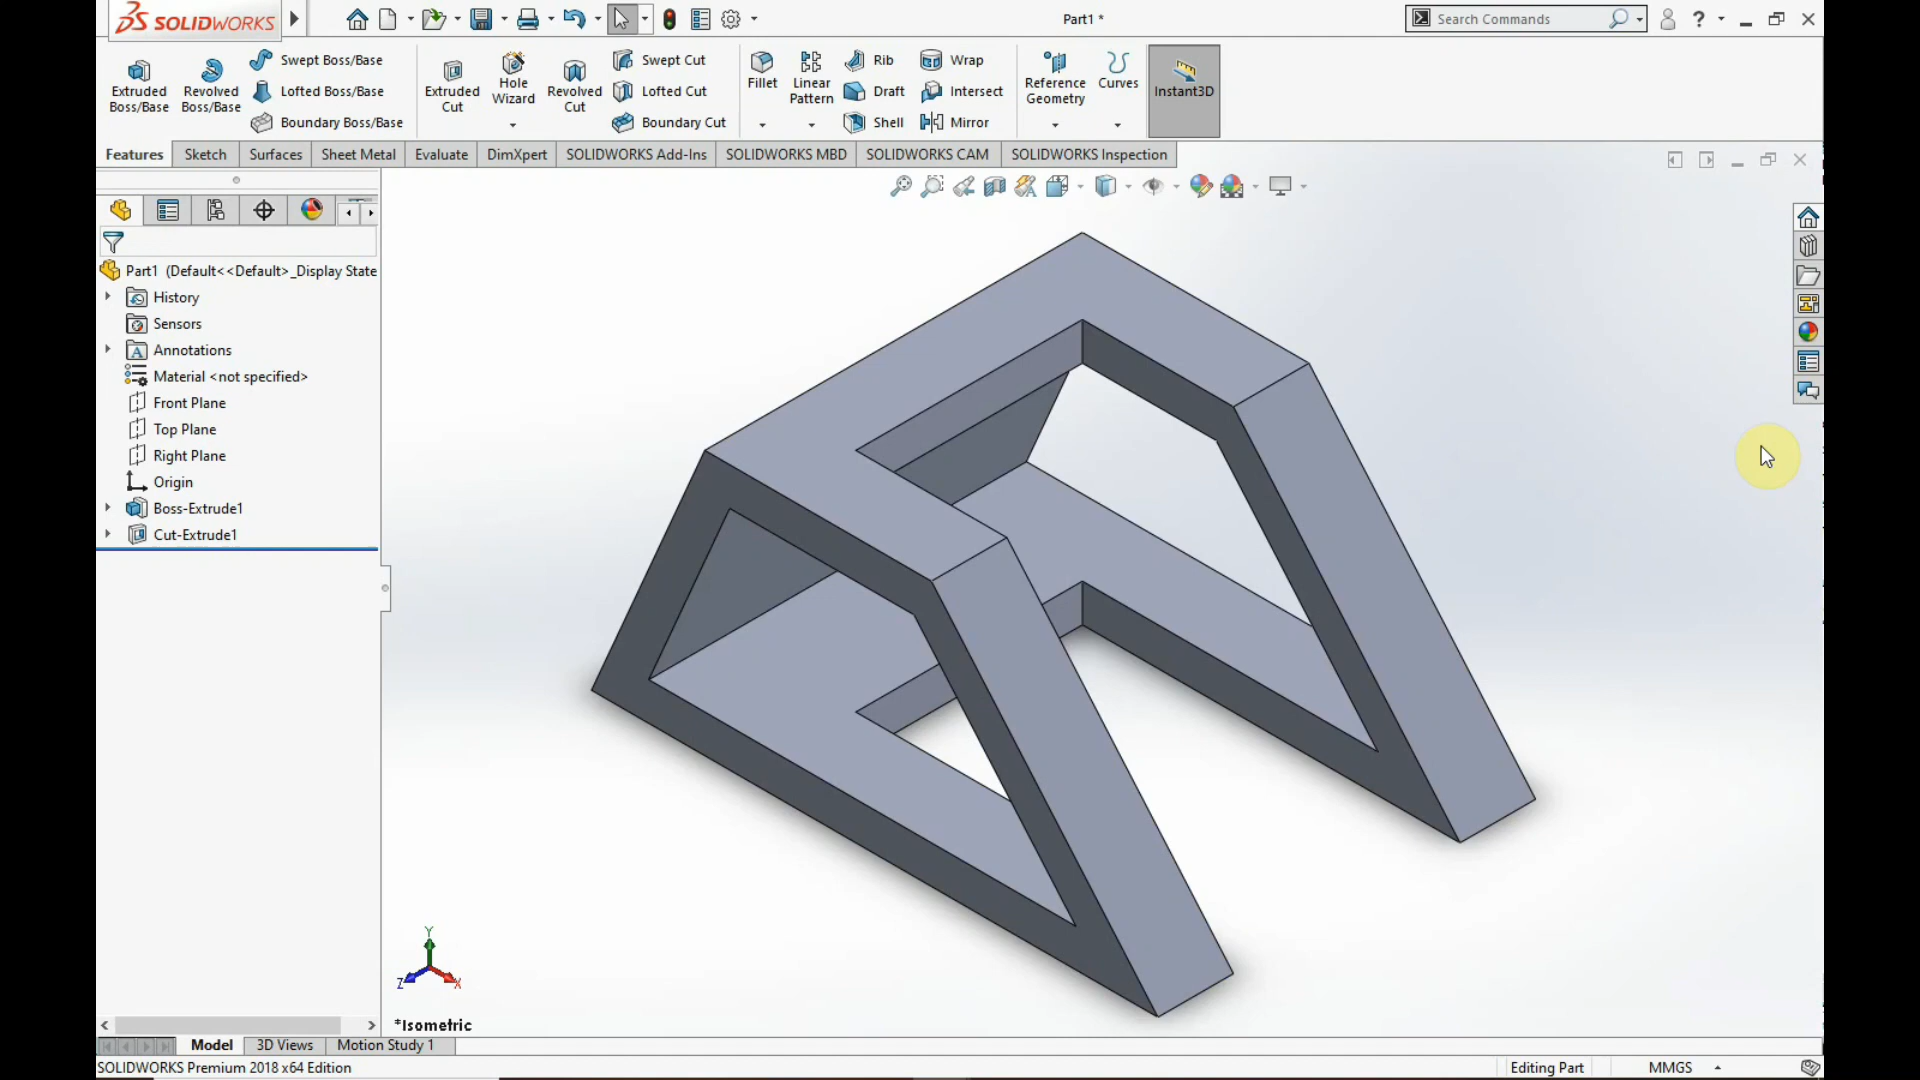 SOLIDWORKS
Part1 *
Search Commands
?
Extruded Boss/Base
Revolved Boss/Base
Swept Boss/Base
Lofted Boss/Base
Boundary Boss/Base
Extruded Cut
Hole Wizard
Revolved Cut
Swept Cut
Lofted Cut
Boundary Cut
Fillet
Linear Pattern
Rib
Draft
Shell
Wrap
Intersect
Mirror
Reference Geometry
Curves
Instant3D
Features
Sketch
Surfaces
Sheet Metal
Evaluate
DimXpert
SOLIDWORKS Add-Ins
SOLIDWORKS MBD
SOLIDWORKS CAM
SOLIDWORKS Inspection
Part1 (Default<<Default>_Display State
History
Sensors
Annotations
Material <not specified>
Front Plane
Top Plane
Right Plane
Origin
Boss-Extrude1
Cut-Extrude1
Y
Z
X
*Isometric
Model
3D Views
Motion Study 1
SOLIDWORKS Premium 2018 x64 Edition
Editing Part
MMGS